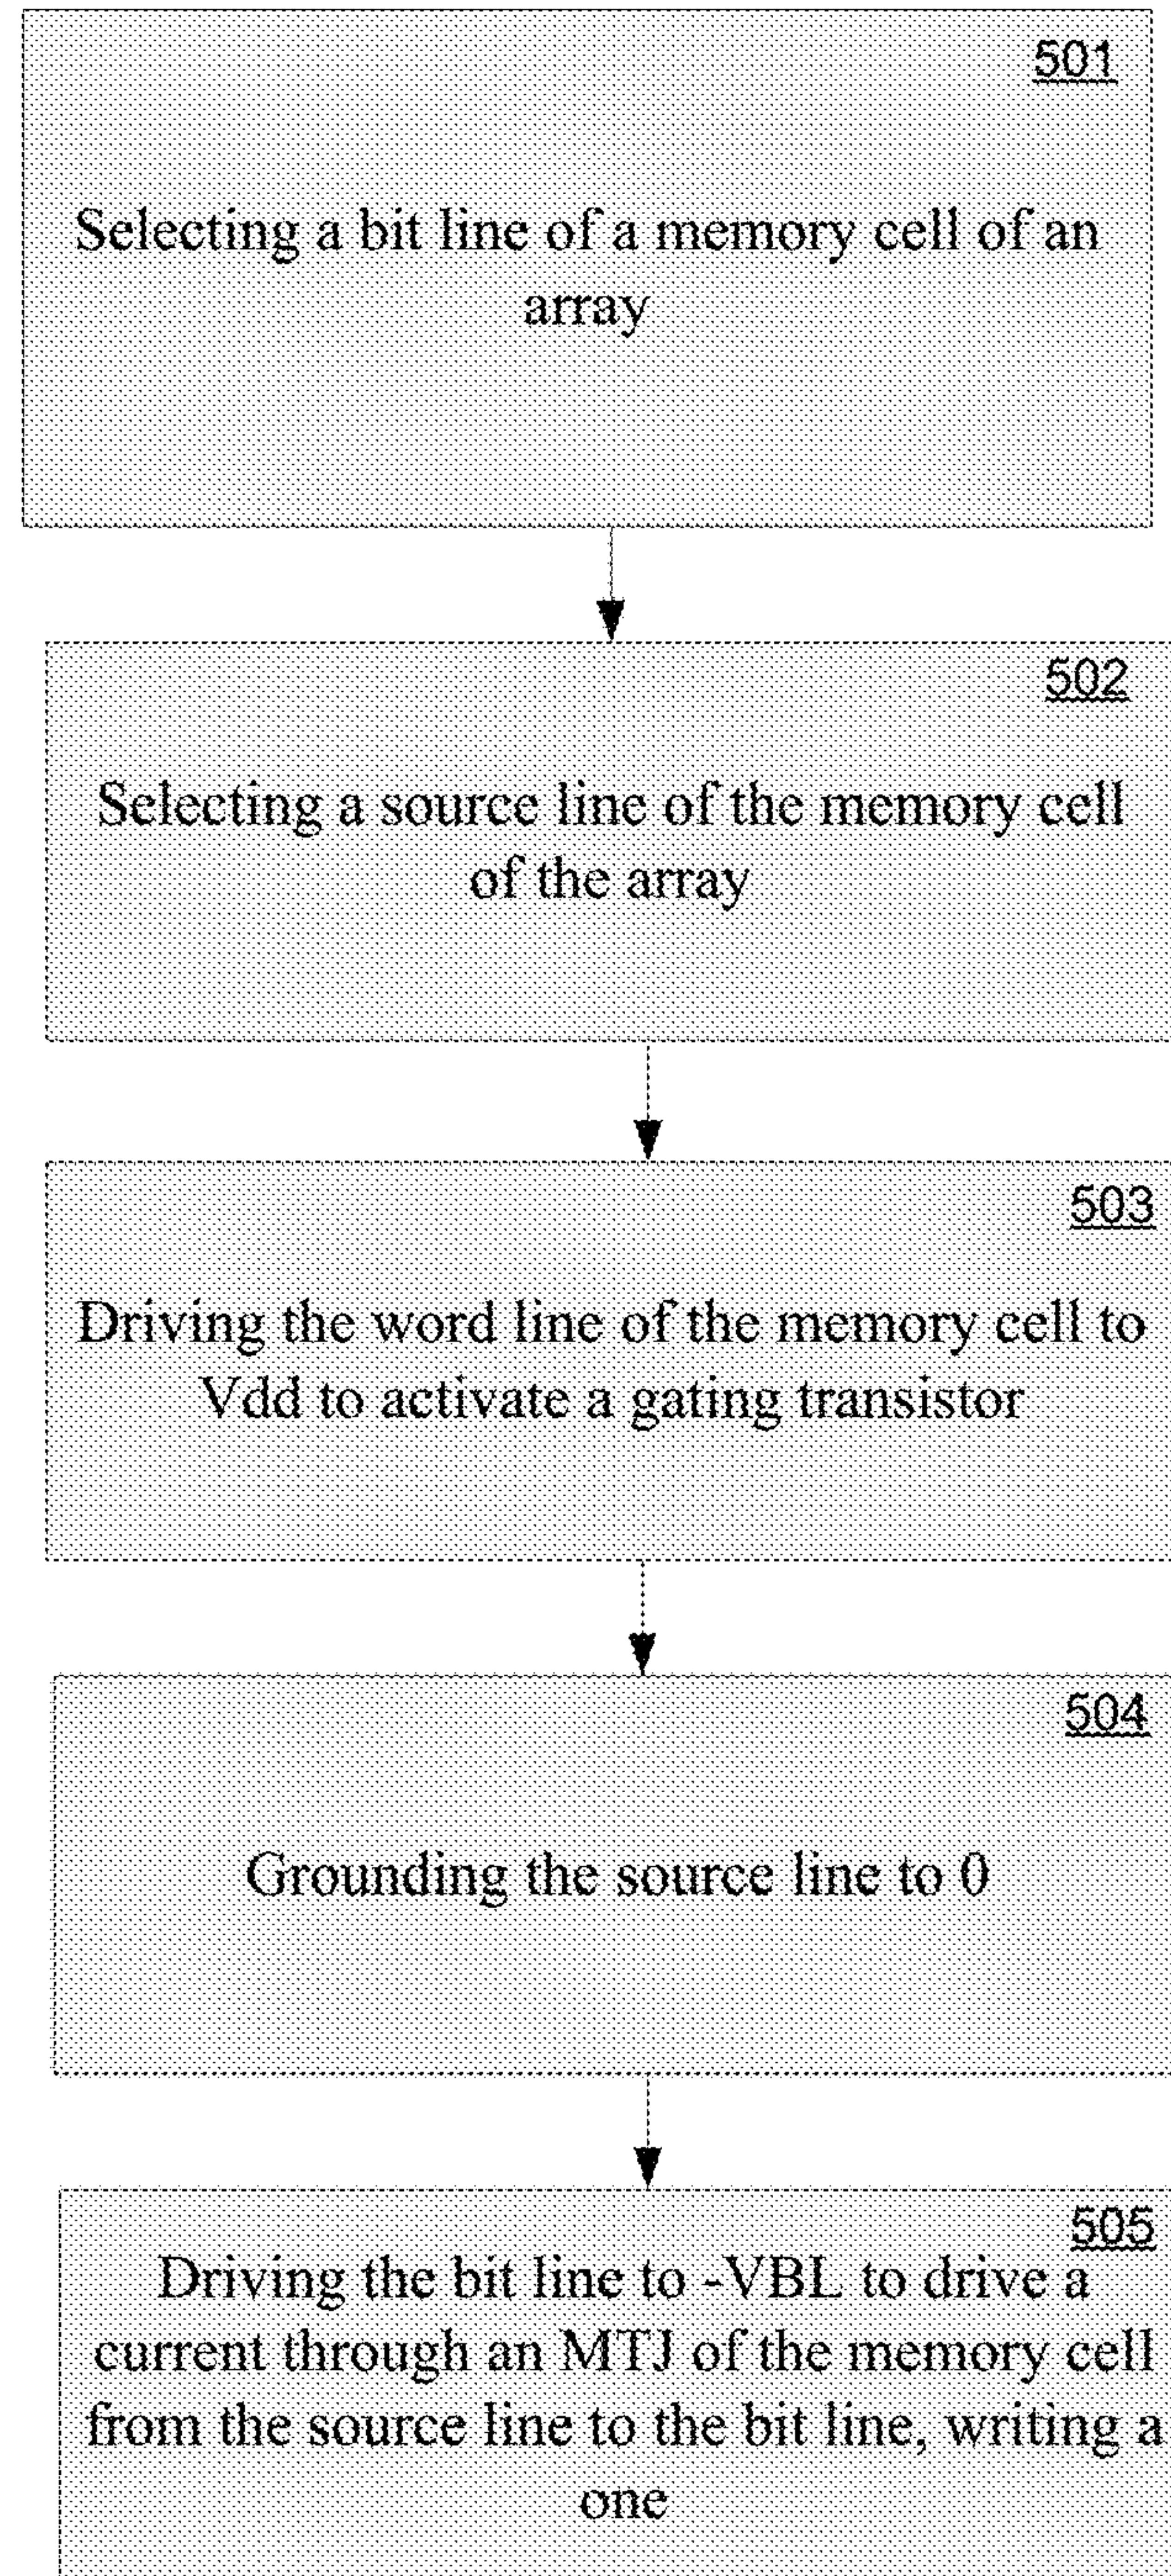 501
Selecting a bit line of a memory cell of an
array
502
Selecting a source line of the memory cell
of the array
503
Driving the word line of the memory cell to
Vdd to activate a gating transistor
504
Grounding the source line to 0
505
Driving the bit line to -VBL to drive a
current through an MTJ of the memory cell
from the source line to the bit line, writing a
one